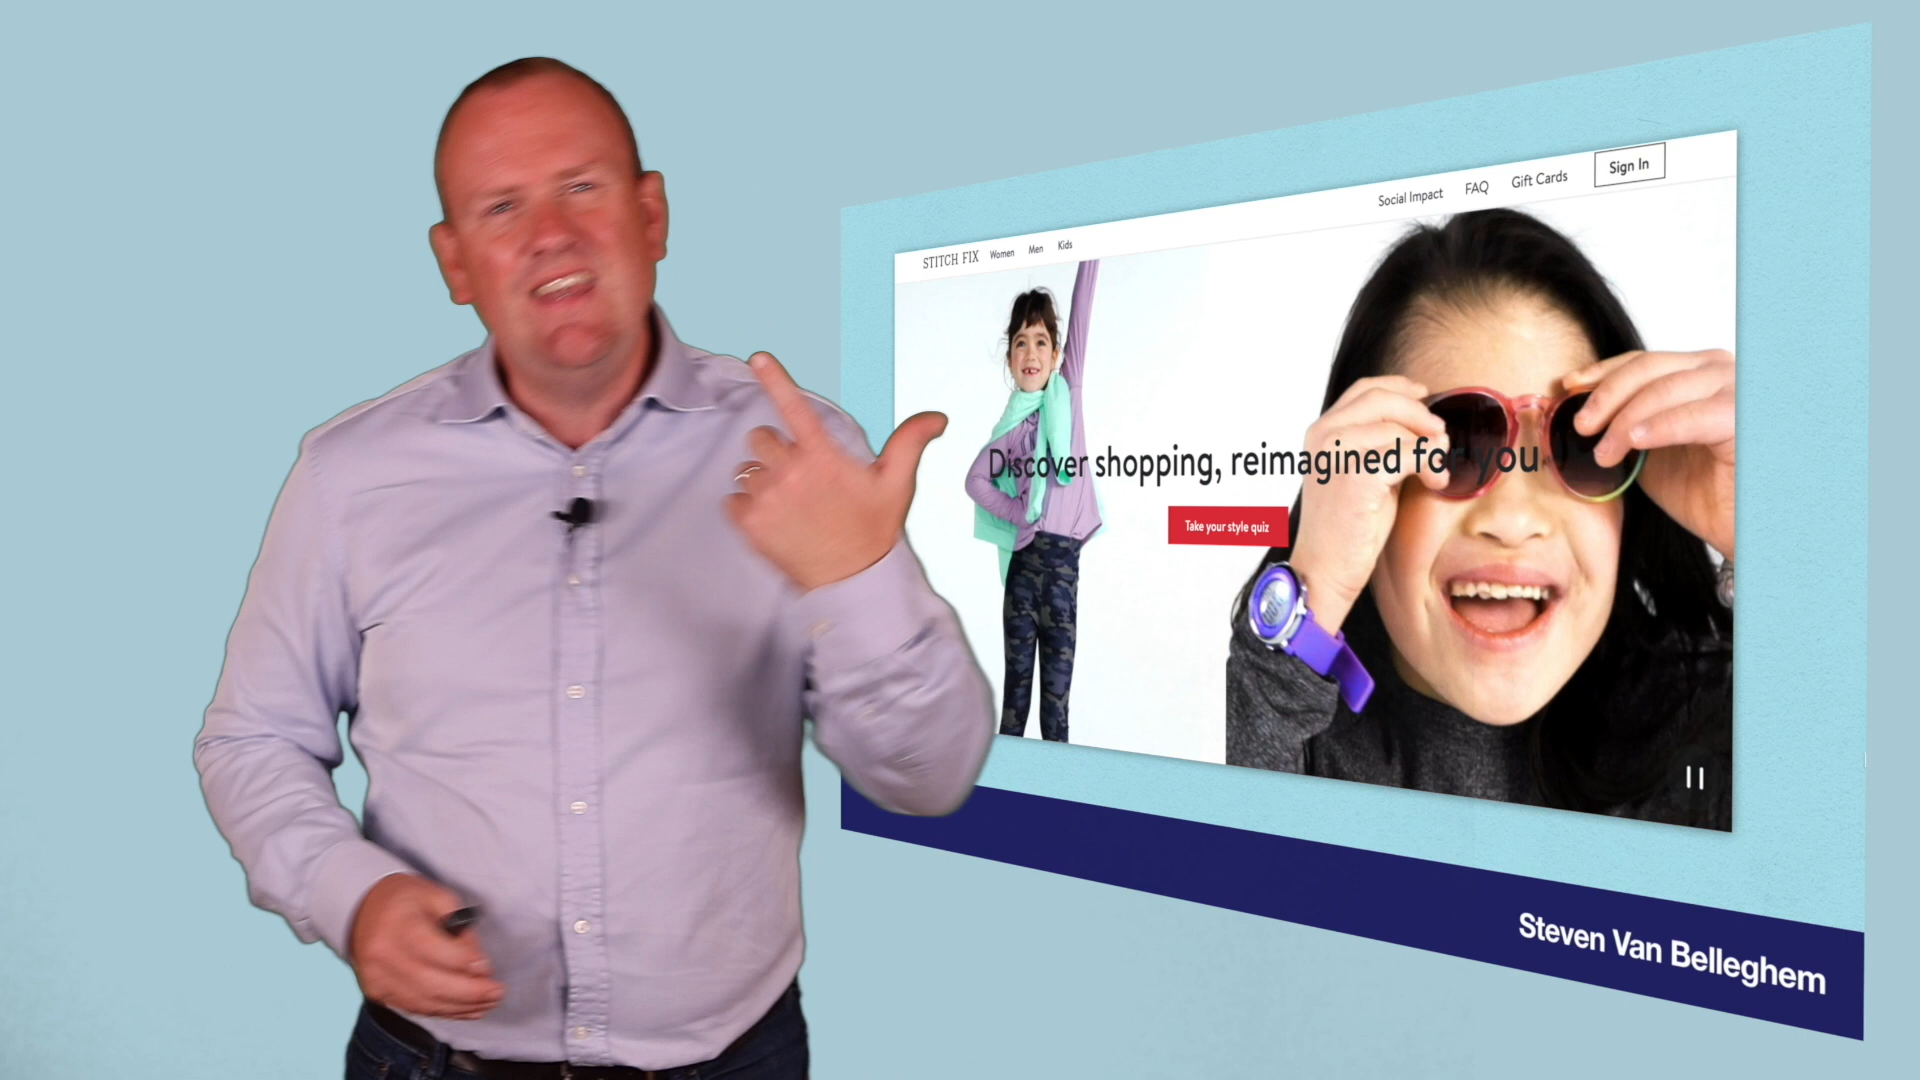 STITCH FIX Women Men Kids Social Impact FAQ Gift Cards Sign In
Discover shopping, reimagined for you
Take your style quiz
Steven Van Belleghem